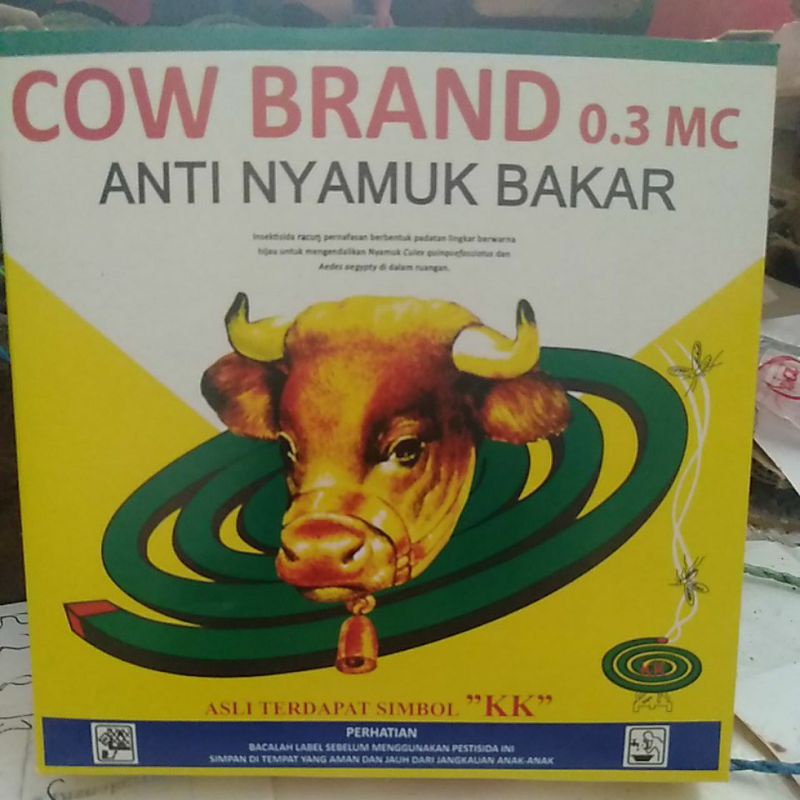 COW BRAND 0.3 MC
ANTI NYAMUK BAKAR
Insektisida racun pernafasan berbentuk padatan lingkar berwarna
hijau untuk mengendalikan Nyamuk Culex quinquefasciatus dan
Aedes aegypty di dalam ruangan.
KK
ASLI TERDAPAT SIMBOL "KK"
PERHATIAN
BACALAH LABEL SEBELUM MENGGUNAKAN PESTISIDA INI
SIMPAN DI TEMPAT YANG AMAN DAN JAUH DARI JANGKAUAN ANAK-ANAK